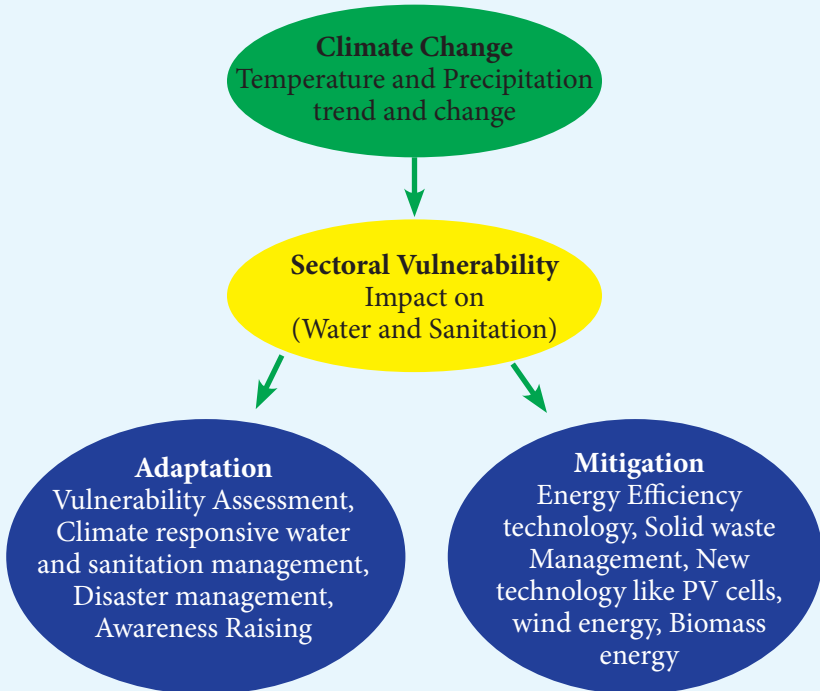 Climate Change
Temperature and Precipitation
trend and change
Sectoral Vulnerability
Impact on
(Water and Sanitation)
Adaptation
Vulnerability Assessment,
Climate responsive water
and sanitation management,
Disaster management,
Awareness Raising
Mitigation
Energy Efficiency
technology, Solid waste
Management, New
technology like PV cells,
wind energy, Biomass
energy